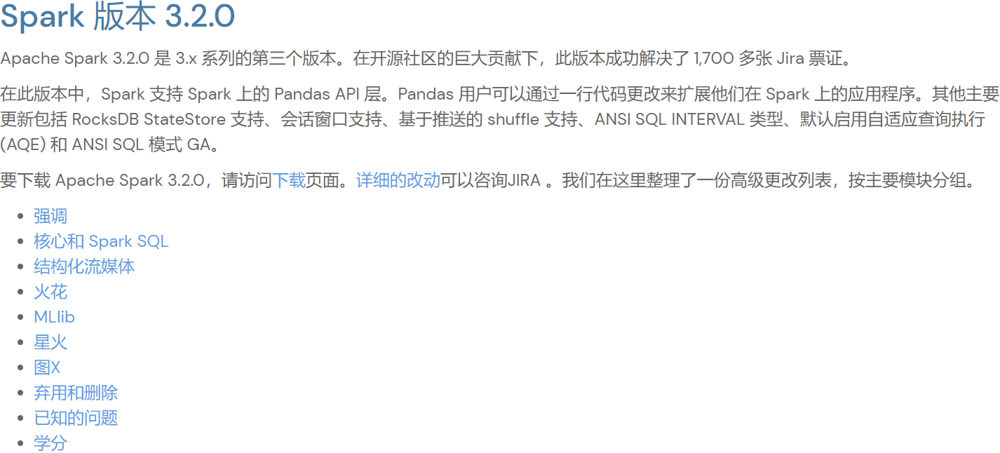 Spark 版本 3.2.0
Apache Spark 3.2.0 是 3.x 系列的第三个版本。在开源社区的巨大贡献下，此版本成功解决了 1,700 多张 Jira 票证。
在此版本中，Spark 支持 Spark 上的 Pandas API 层。Pandas 用户可以通过一行代码更改来扩展他们在 Spark 上的应用程序。其他主要
更新包括 RocksDB StateStore 支持、会话窗口支持、基于推送的 shuffle 支持、ANSI SQL INTERVAL 类型、默认启用自适应查询执行
(AQE) 和 ANSI SQL 模式 GA。
要下载 Apache Spark 3.2.0，请访问下载页面。详细的改动可以咨询JIRA 。我们在这里整理了一份高级更改列表，按主要模块分组。
• 强调
• 核心和 Spark SQL
• 结构化流媒体
• 火花
• MLlib
• 星火
• 图X
• 弃用和删除
• 已知的问题
• 学分